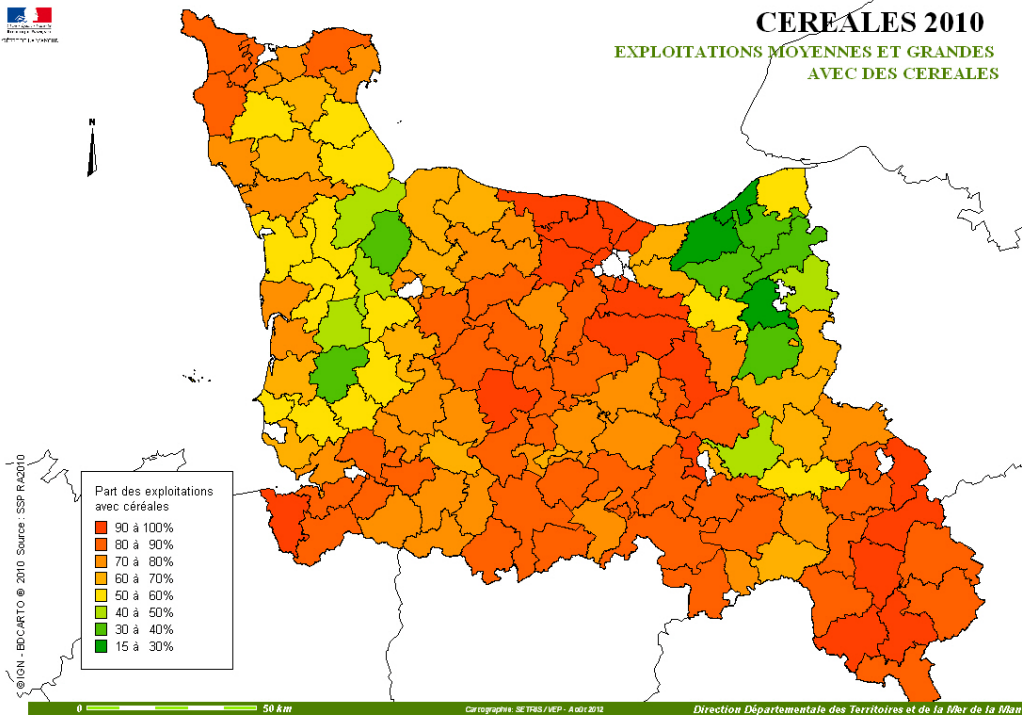 CEREALES 2010
EXPLOITATIONS MOYENNES ET GRANDES
AVEC DES CEREALES
N
Part des exploitations
avec céréales
90 à 100%
80 à 90%
70 à 80%
60 à 70%
50 à 60%
40 à 50%
30 à 40%
15 à 30%
© IGN - BDCARTO ® 2010 Source : SSP RA2010
0 50 km
Cartographie: SETRIS / VEP - Août 2012
Direction Départementale des Territoires et de la Mer de la Man